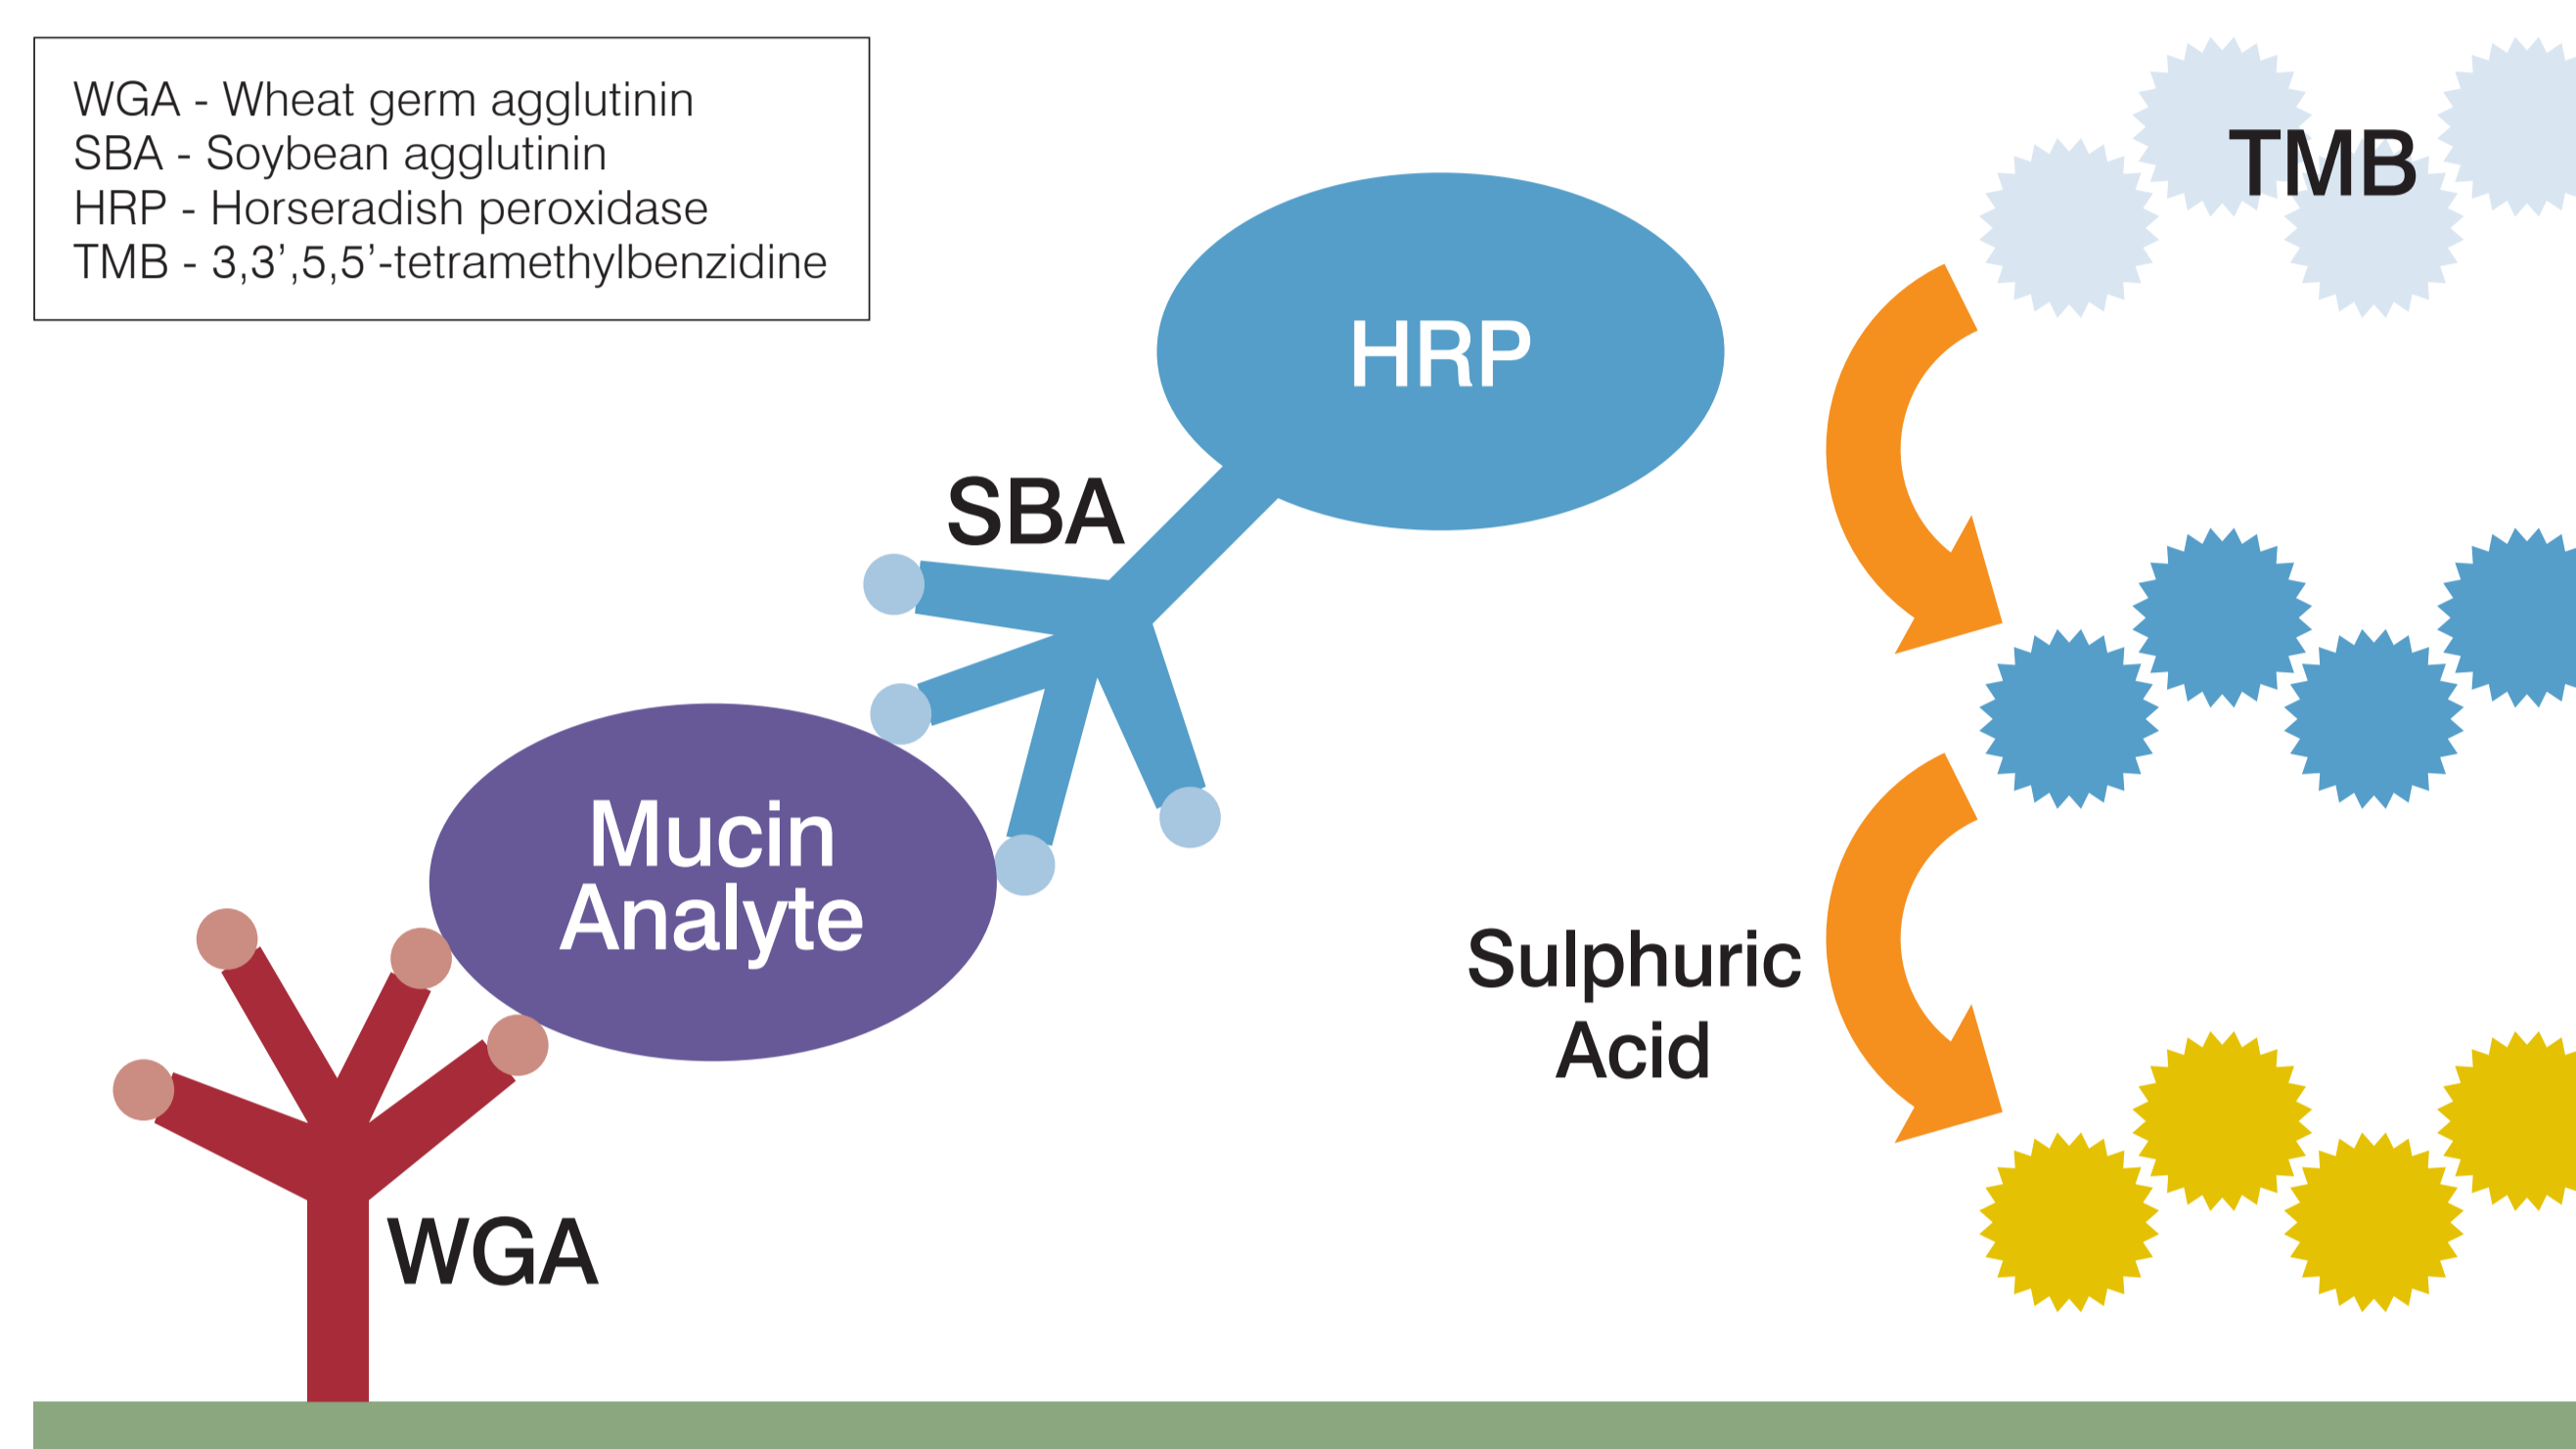 WGA - Wheat germ agglutinin
SBA - Soybean agglutinin
HRP - Horseradish peroxidase
TMB - 3,3’,5,5’-tetramethylbenzidine
TMB
HRP
SBA
Mucin
Analyte
Sulphuric
Acid
WGA